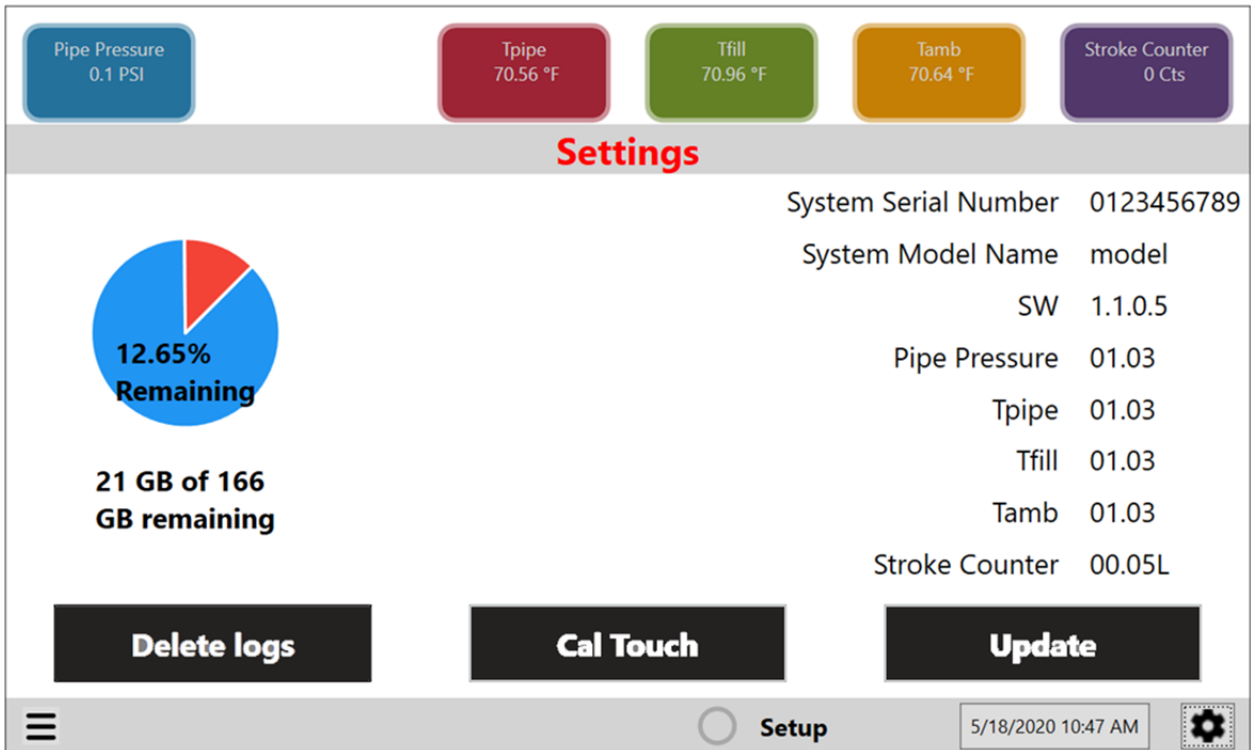 Pipe Pressure
0.1 PSI
Tpipe
70.56 °F
Tfill
70.96 °F
Tamb
70.64 °F
Stroke Counter
0 Cts
Settings
12.65%
Remaining
21 GB of 166
GB remaining
System Serial Number 0123456789
System Model Name model
SW 1.1.0.5
Pipe Pressure 01.03
Tpipe 01.03
Tfill 01.03
Tamb 01.03
Stroke Counter 00.05L
Delete logs
Cal Touch
Update
Setup
5/18/2020 10:47 AM